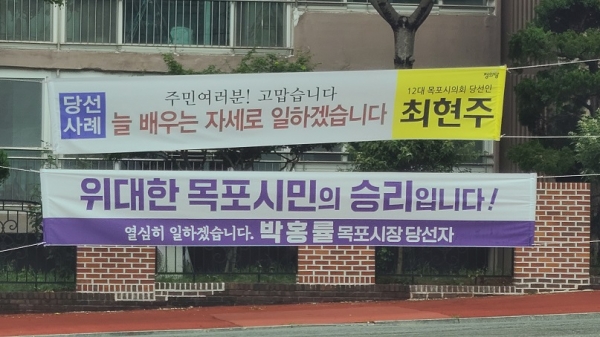 당선
사례
주민여러분! 고맙습니다
늘 배우는 자세로 일하겠습니다
정의당
12대 목포시의회 당선인
최현주
위대한 목포시민의 승리입니다!
열심히 일하겠습니다. 박홍률 목포시장 당선자